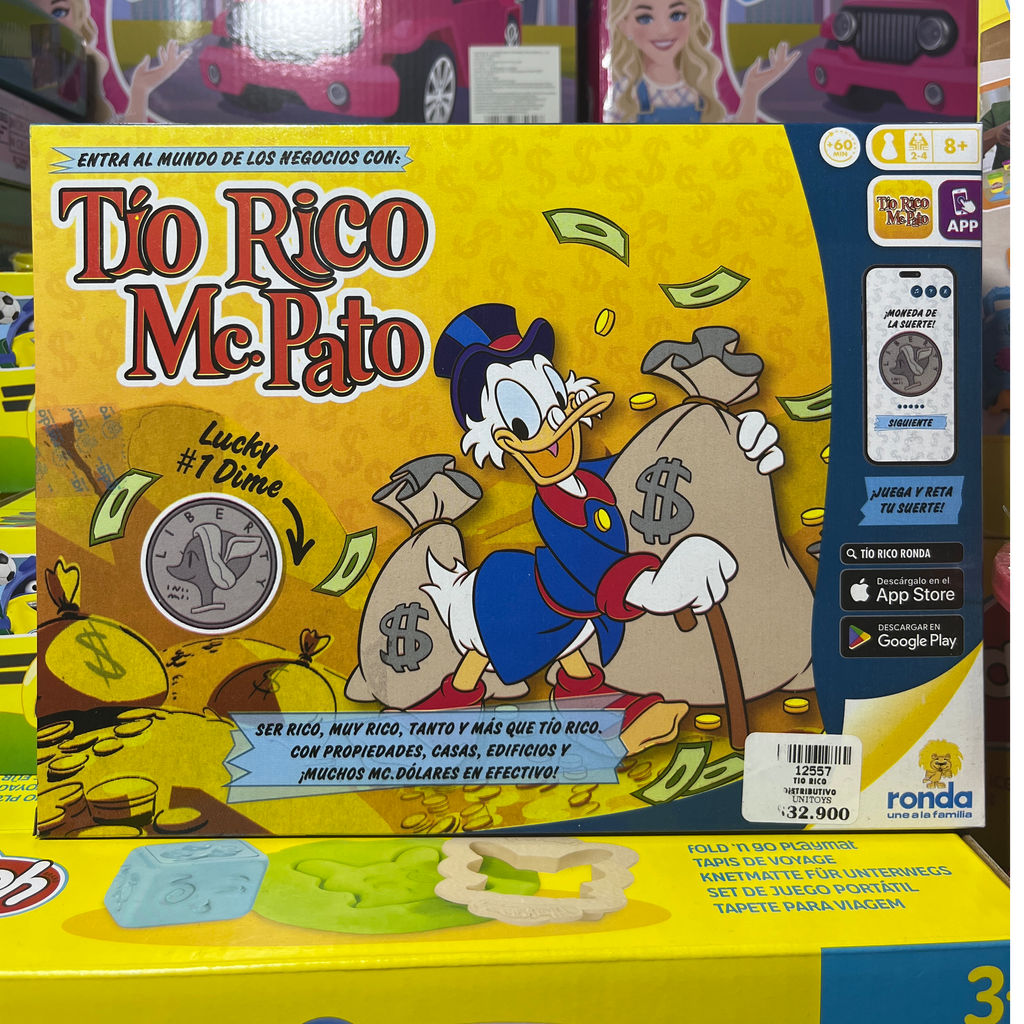 ENTRA AL MUNDO DE LOS NEGOCIOS CON:
Tío Rico
Mc.Pato
+60
MIN
2-4
8+
Tío Rico
Mc.Pato
APP
¡MONEDA DE
LA SUERTE!
LIBERTY
SIGUIENTE
¡JUEGA Y RETA
TU SUERTE!
TÍO RICO RONDA
Descárgalo en el
App Store
DESCARGAR EN
Google Play
Lucky
#1 Dime
LIBERTY
SER RICO, MUY RICO, TANTO Y MÁS QUE TÍO RICO.
CON PROPIEDADES, CASAS, EDIFICIOS Y
¡MUCHOS MC.DÓLARES EN EFECTIVO!
12557
TIO RICO
DISTRIBUTIVO
UNITOYS
$32.900
ronda
une a la familia
FOLD 'n GO PLaYmat
TAPIS DE VOYAGE
KNETMATTE FÜR UNTERWEGS
SET DE JUEGO PORTÁTIL
TAPETE PARA VIAGEM
3